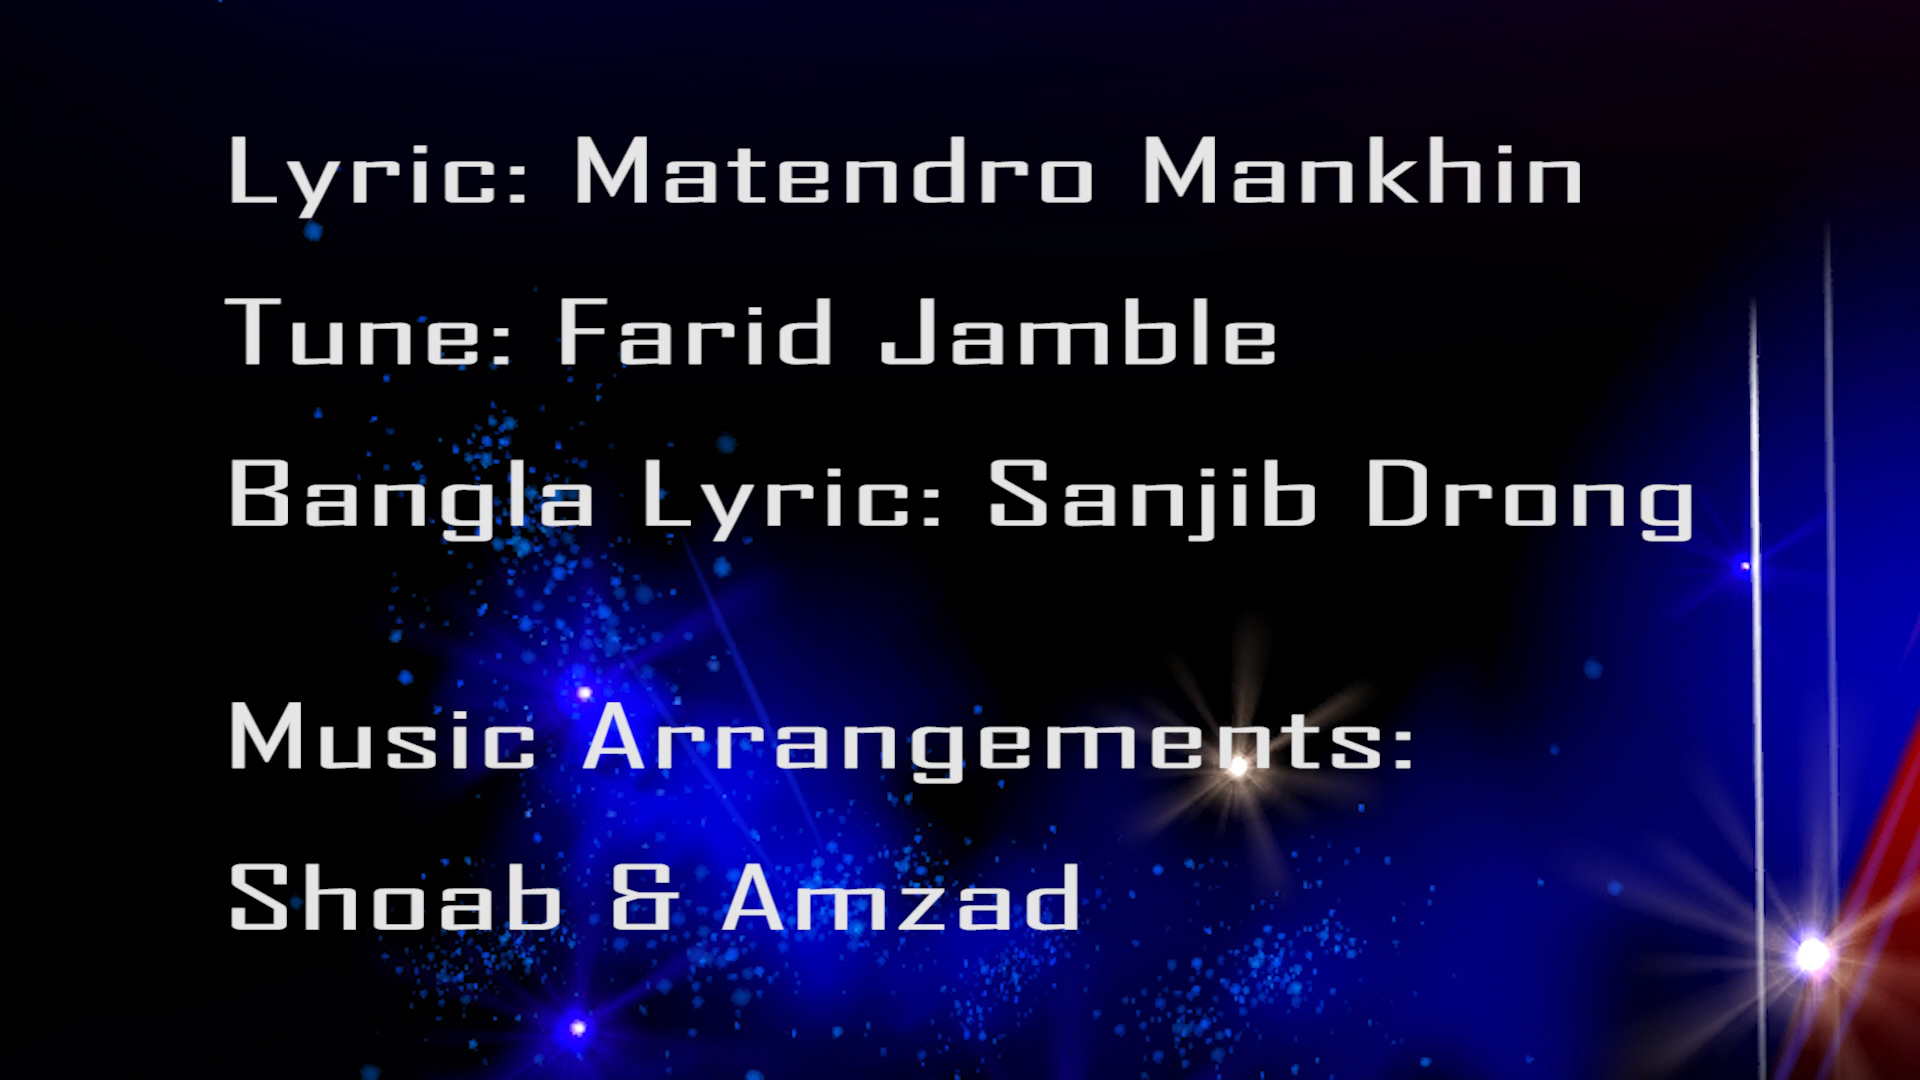 Lyric: Matendro Mankhin
Tune: Farid Jamble
Bangla Lyric: Sanjib Drong
Music Arrangements:
Shoab & Amzad